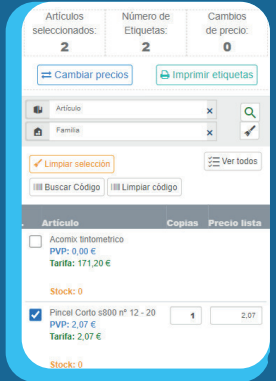 Artículos seleccionados:
2
Número de Etiquetas:
2
Cambios de precio:
0
Cambiar precios
Imprimir etiquetas
Artículo
×
Familia
×
Limpiar selección
Ver todos
Buscar Código
Limpiar código
Artículo Copias Precio lista
Acomix tintometrico
PVP: 0,00 €
Tarifa: 171,20 €
Stock: 0
Pincel Corto s800 nº 12 - 20 1 2,07
PVP: 2,07 €
Tarifa: 2,07 €
Stock: 0